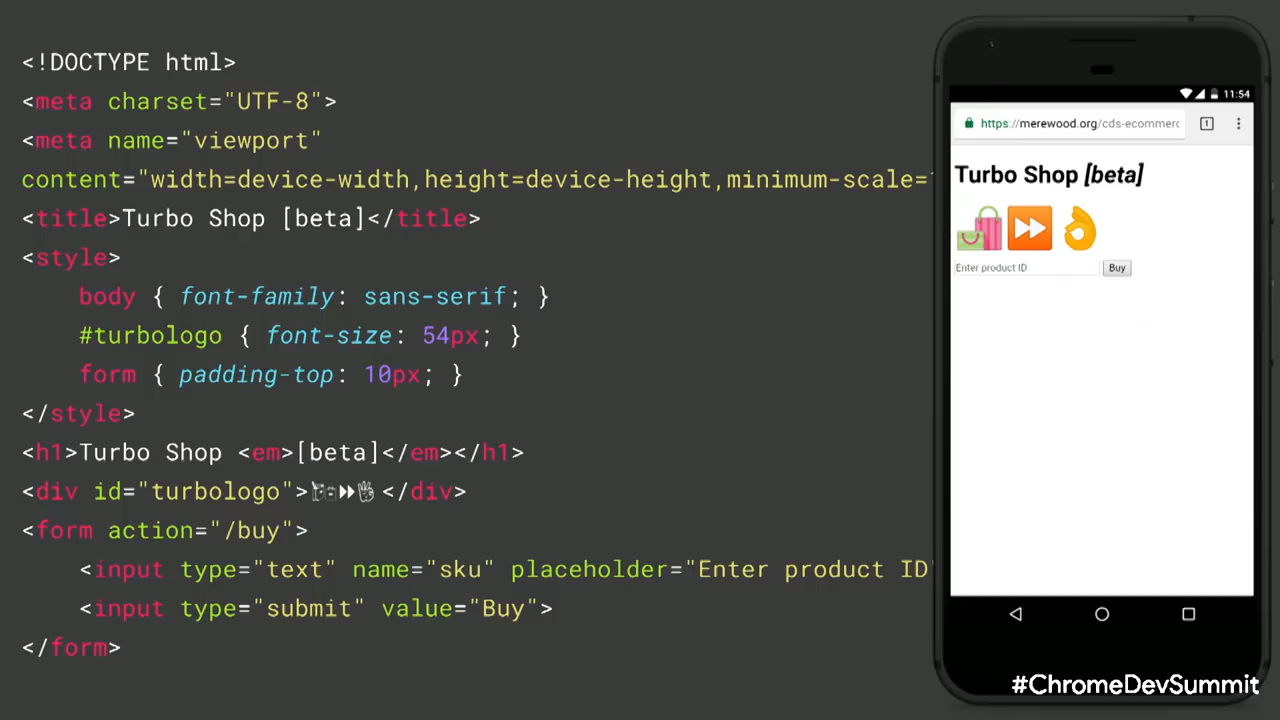 <!DOCTYPE html>
<meta charset="UTF-8">
<meta name="viewport"
content="width=device-width,height=device-height,minimum-scale=1
<title>Turbo Shop [beta]</title>
<style>
    body { font-family: sans-serif; }
    #turbologo { font-size: 54px; }
    form { padding-top: 10px; }
</style>
<h1>Turbo Shop <em>[beta]</em></h1>
<div id="turbologo">🛍⏩👌</div>
<form action="/buy">
    <input type="text" name="sku" placeholder="Enter product ID"
    <input type="submit" value="Buy">
</form>
11:54
https://merewood.org/cds-ecommerc
1
Turbo Shop [beta]
Enter product ID
Buy
#ChromeDevSummit